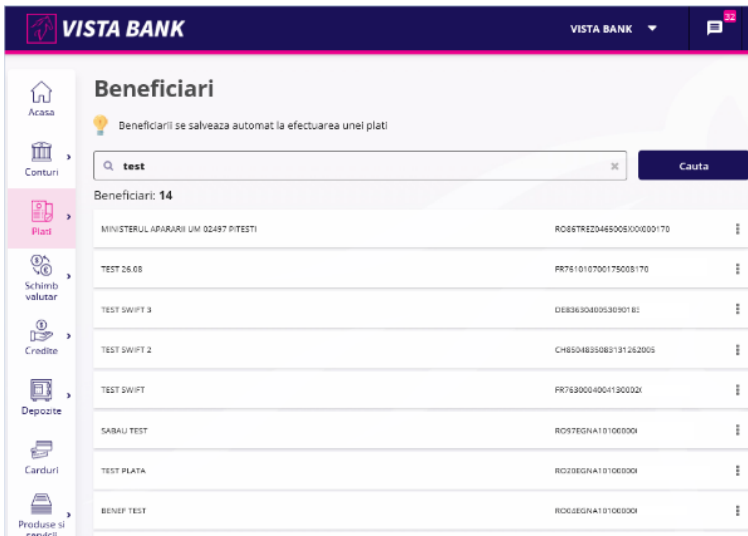 VISTA BANK
VISTA BANK
32
Beneficiari
Beneficiarii se salveaza automat la efectuarea unei plati
test
Cauta
Beneficiari: 14
MINISTERUL APARARII UM 02497 PITESTI
TEST 26.08
FR761010700175008170
TEST SWIFT 3
TEST SWIFT 2
CH8504835083131262005
TEST SWIFT
SABAU TEST
TEST PLATA
BENEF TEST
Acasa
Conturi
Plati
Schimb
valutar
Credite
Depozite
Carduri
Produse si
servicii